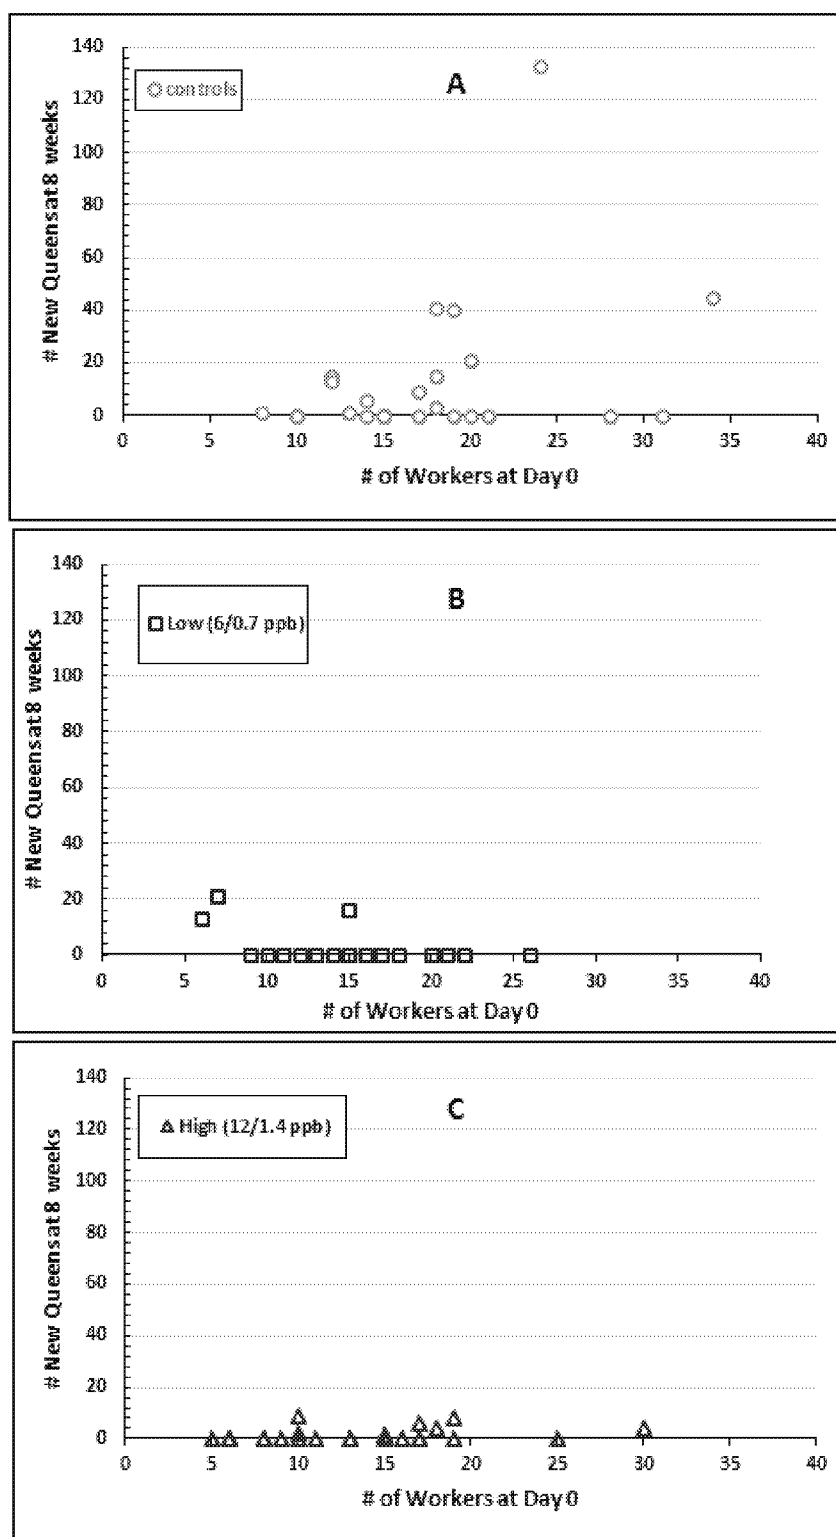 140
120
100
80
60
40
20
0
# New Queens at 8 weeks
controls
A
0 5 10 15 20 25 30 35 40
# of Workers at Day 0
140
120
100
80
60
40
20
0
# New Queens at 8 weeks
Low (6/0.7 ppb)
B
0 5 10 15 20 25 30 35 40
# of Workers at Day 0
140
120
100
80
60
40
20
0
# New Queens at 8 weeks
High (12/1.4 ppb)
C
0 5 10 15 20 25 30 35 40
# of Workers at Day 0